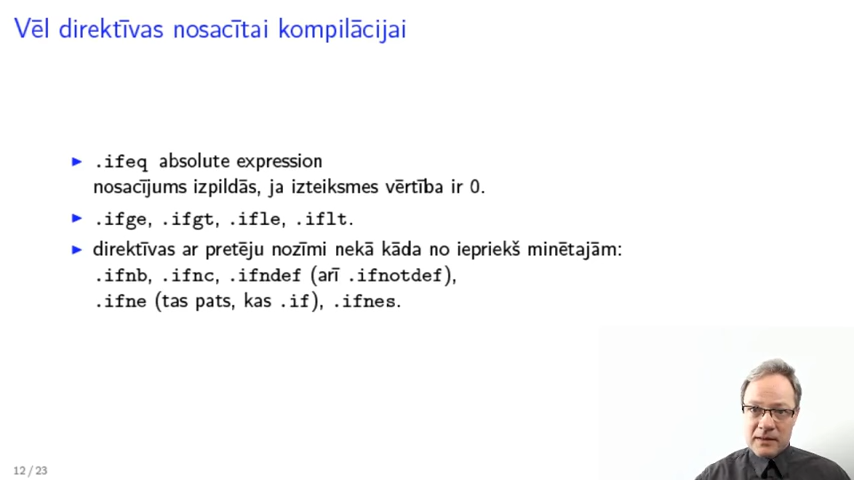 Vēl direktīvas nosacītai kompilācijai
.ifeq absolute expression
nosacījums izpildās, ja izteiksmes vērtība ir 0.
.ifge, .ifgt, .ifle, .iflt.
direktīvas ar pretēju nozīmi nekā kāda no iepriekš minētajām:
.ifnb, .ifnc, .ifndef (arī .ifnotdef),
.ifne (tas pats, kas .if), .ifnes.
12 / 23